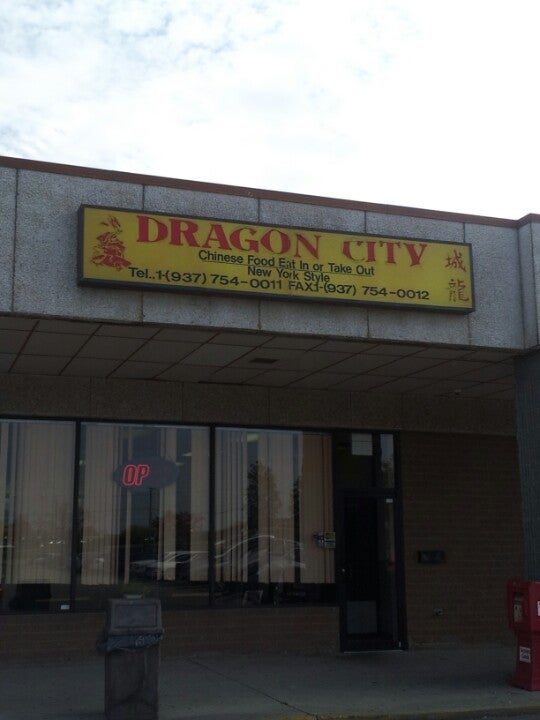 DRAGON CITY
Chinese Food Eat In or Take Out
New York Style
Tel..1-(937) 754-0011 FAX:1-(937) 754-0012
城
龍
OP